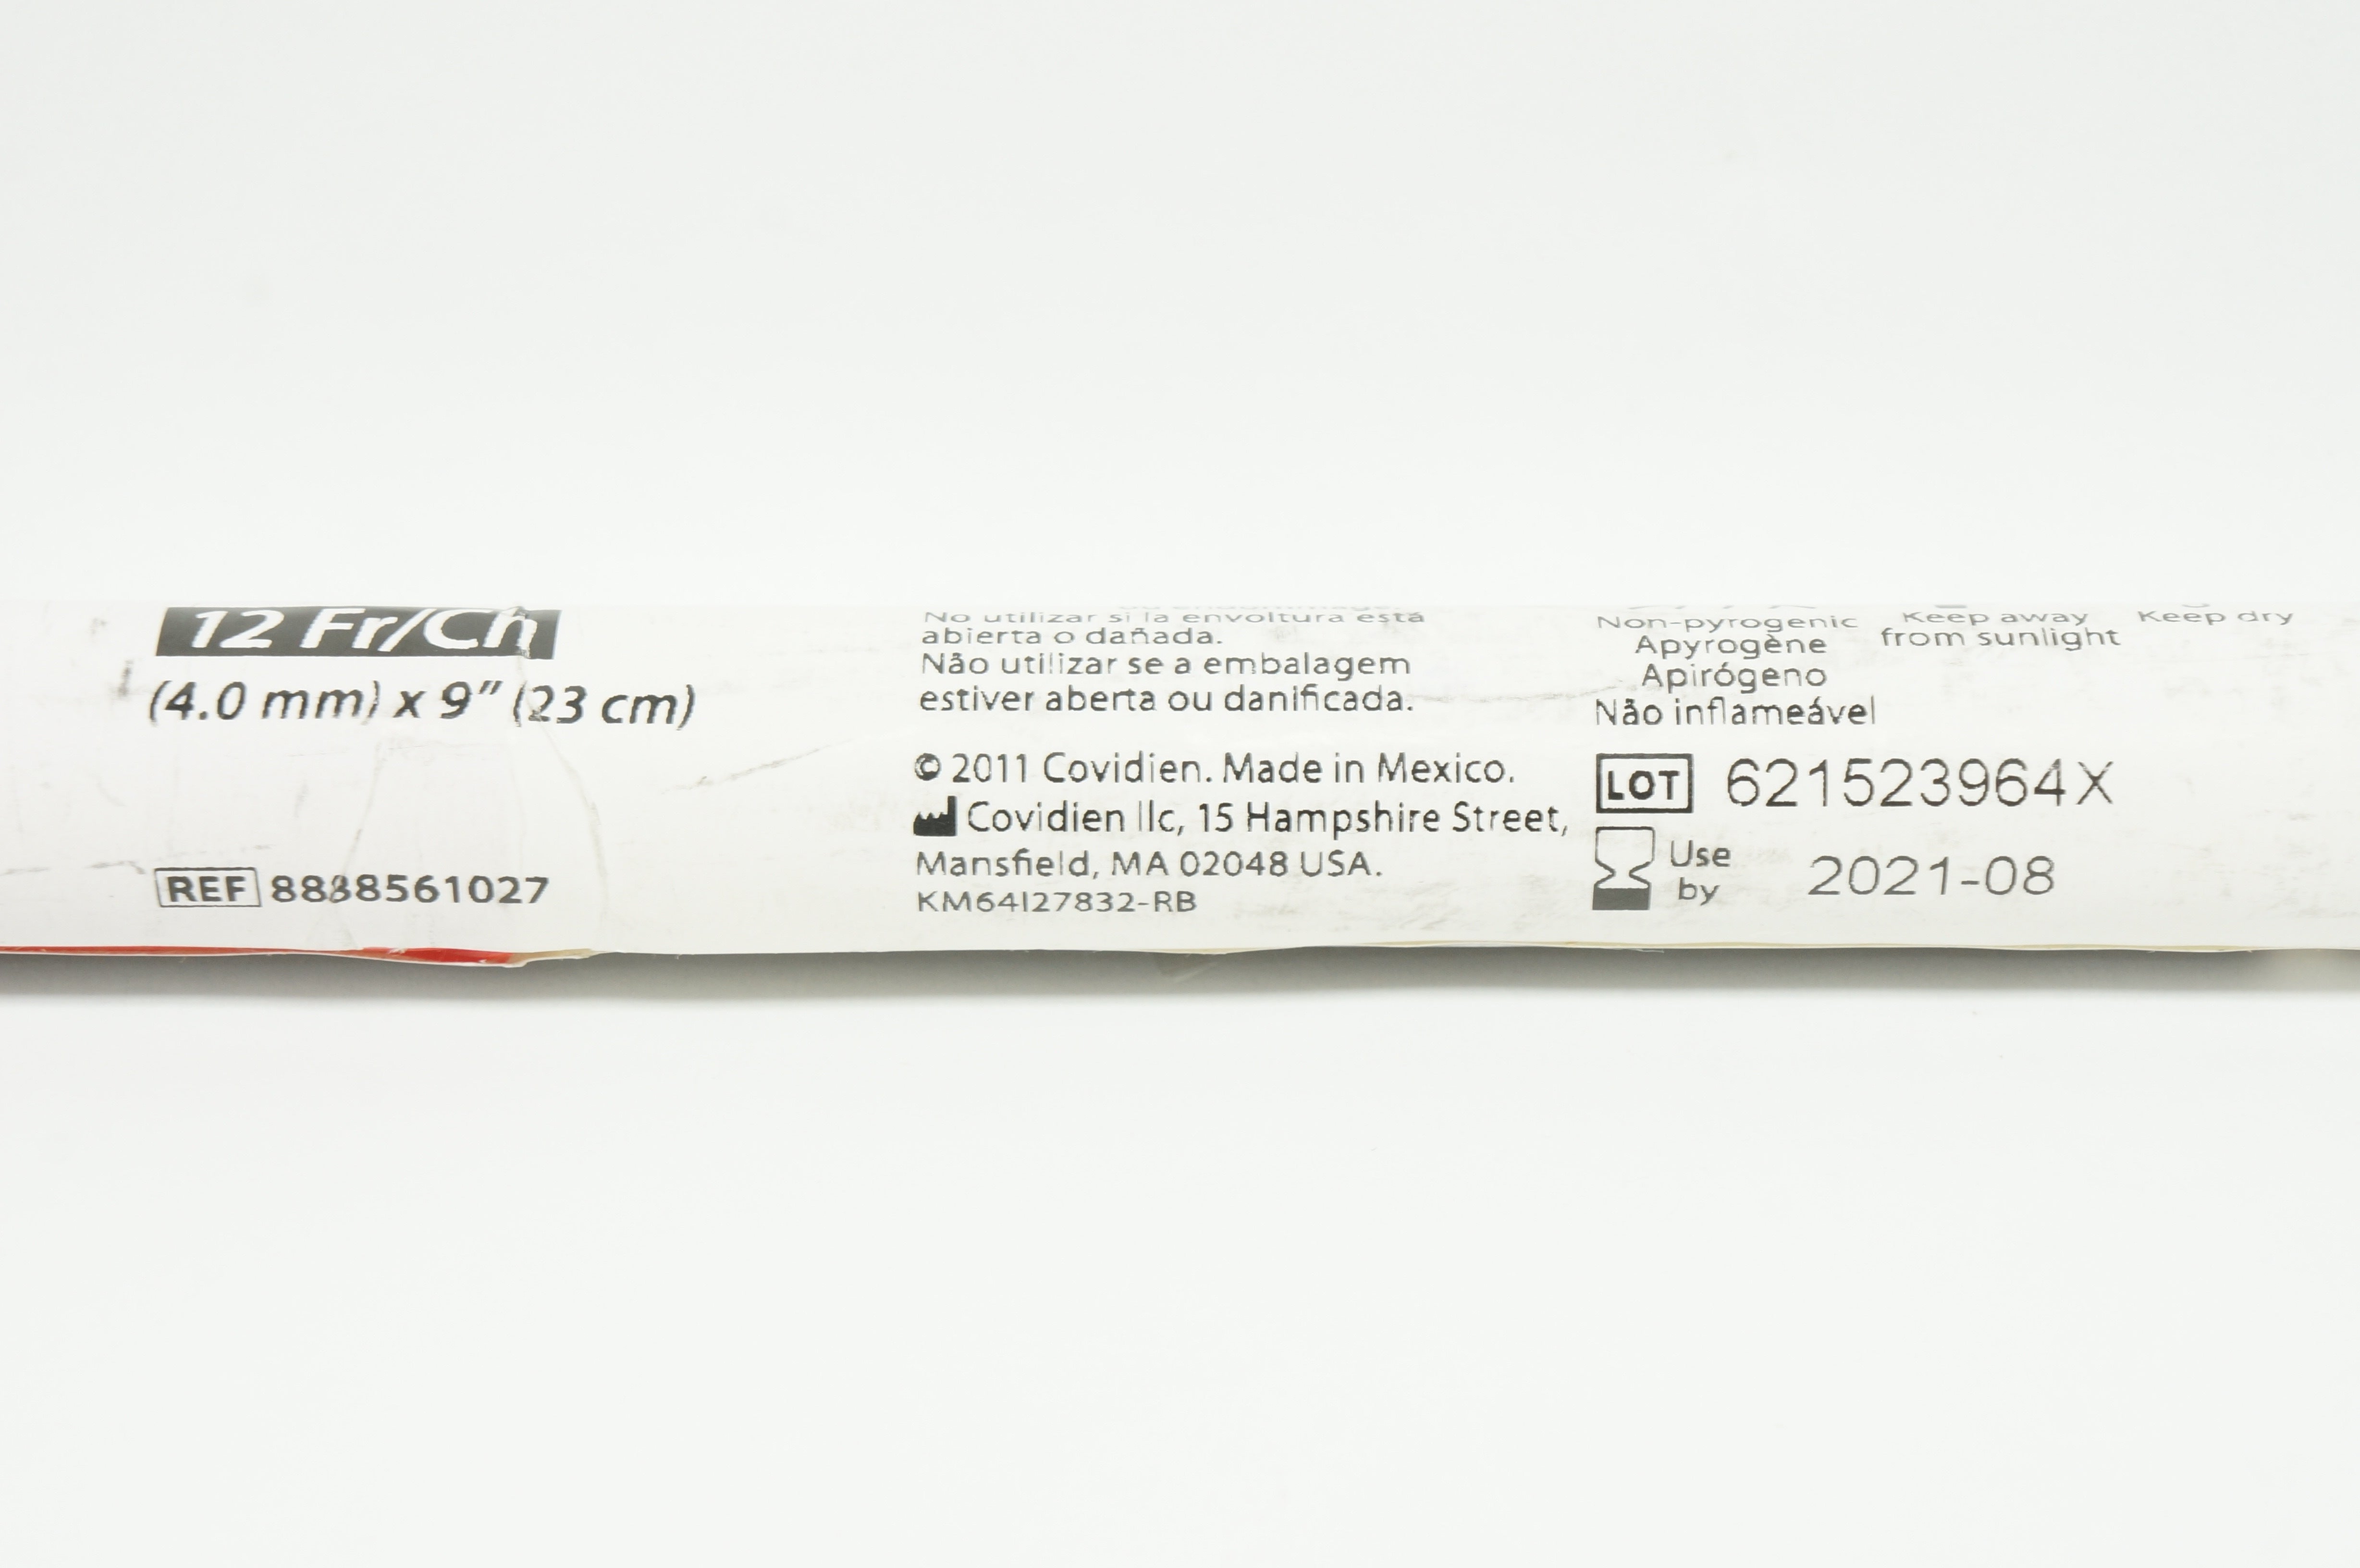 12 Fr/Ch
(4.0 mm) x 9" (23 cm)
REF 8888561027
No utilizar si la envoltura está
abierta o dañada.
Não utilizar se a embalagem
estiver aberta ou danificada.
© 2011 Covidien. Made in Mexico.
Covidien llc, 15 Hampshire Street,
Mansfield, MA 02048 USA.
KM64I27832-RB
Non-pyrogenic
Apyrogène
Apirógeno
Não inflameável
Keep away
from sunlight
Keep dry
LOT 621523964X
Use
by 2021-08